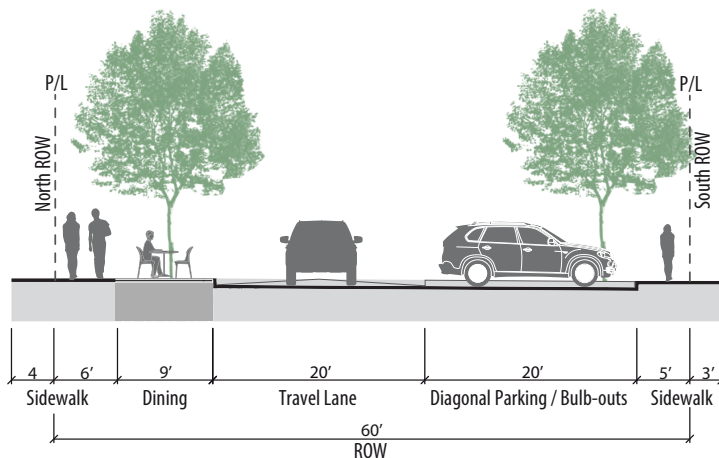 P/L
P/L
North ROW
South ROW
4 6’ 9’ 20’ 20’ 5’ 3’
Sidewalk Dining Travel Lane Diagonal Parking / Bulb-outs Sidewalk
60’
ROW